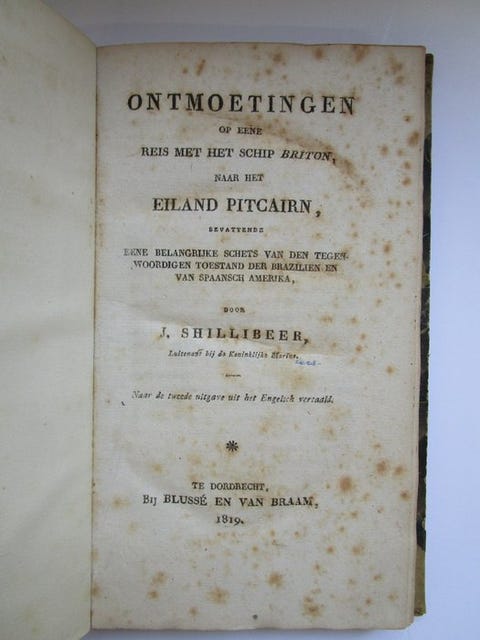 ONTMOETINGEN
OP EENE
REIS MET HET SCHIP BRITON,
NAAR HET
EILAND PITCAIRN,
BEVATTENDE
EENE BELANGRIJKE SCHETS VAN DEN TEGEN-
WOORDIGEN TOESTAND DER BRAZILIEN EN
VAN SPAANSCH AMERIKA,
DOOR
J. SHILLIBEER,
Luitenant bij de Koninklijke Marine.
Naar de tweede uitgave uit het Engelsch vertaald.
TE DORDRECHT,
Bij BLUSSÉ EN VAN BRAAM,
1819.